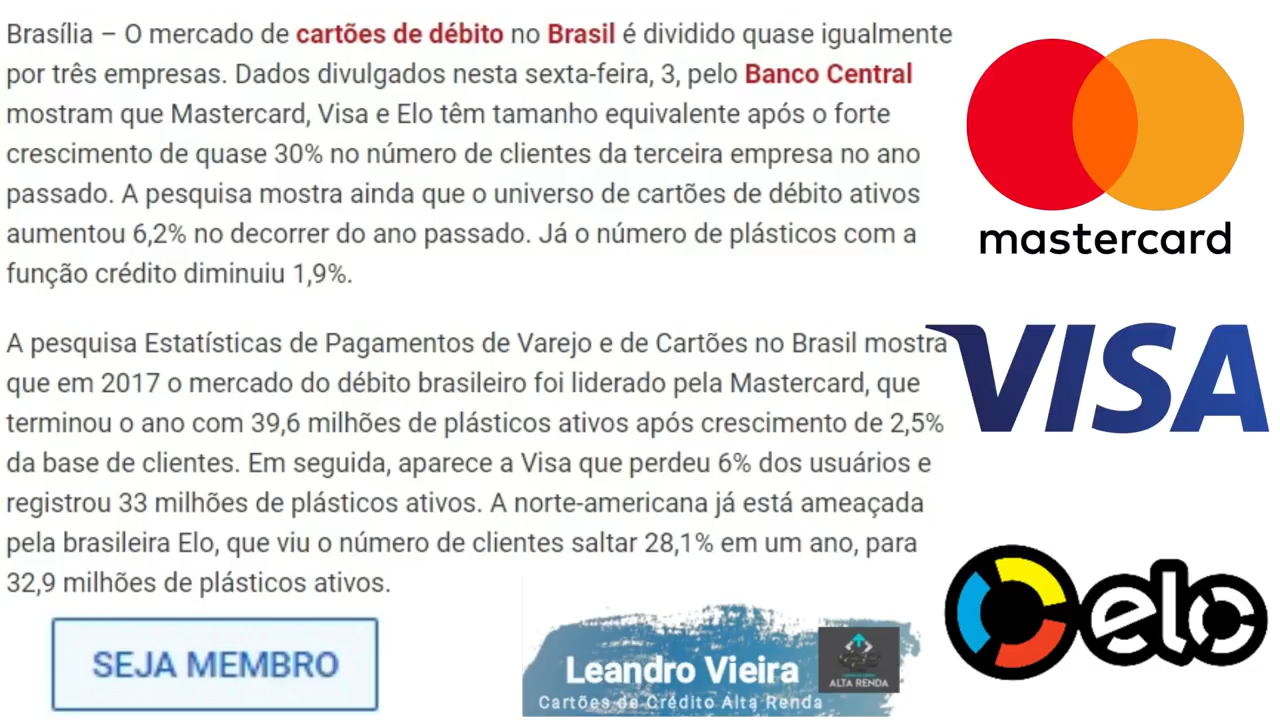 Brasília – O mercado de cartões de débito no Brasil é dividido quase igualmente
por três empresas. Dados divulgados nesta sexta-feira, 3, pelo Banco Central
mostram que Mastercard, Visa e Elo têm tamanho equivalente após o forte
crescimento de quase 30% no número de clientes da terceira empresa no ano
passado. A pesquisa mostra ainda que o universo de cartões de débito ativos
aumentou 6,2% no decorrer do ano passado. Já o número de plásticos com a
função crédito diminuiu 1,9%.
A pesquisa Estatísticas de Pagamentos de Varejo e de Cartões no Brasil mostra
que em 2017 o mercado do débito brasileiro foi liderado pela Mastercard, que
terminou o ano com 39,6 milhões de plásticos ativos após crescimento de 2,5%
da base de clientes. Em seguida, aparece a Visa que perdeu 6% dos usuários e
registrou 33 milhões de plásticos ativos. A norte-americana já está ameaçada
pela brasileira Elo, que viu o número de clientes saltar 28,1% em um ano, para
32,9 milhões de plásticos ativos.
mastercard
VISA
elo
SEJA MEMBRO
Leandro Vieira
Cartões de Crédito Alta Renda
ALTA RENDA